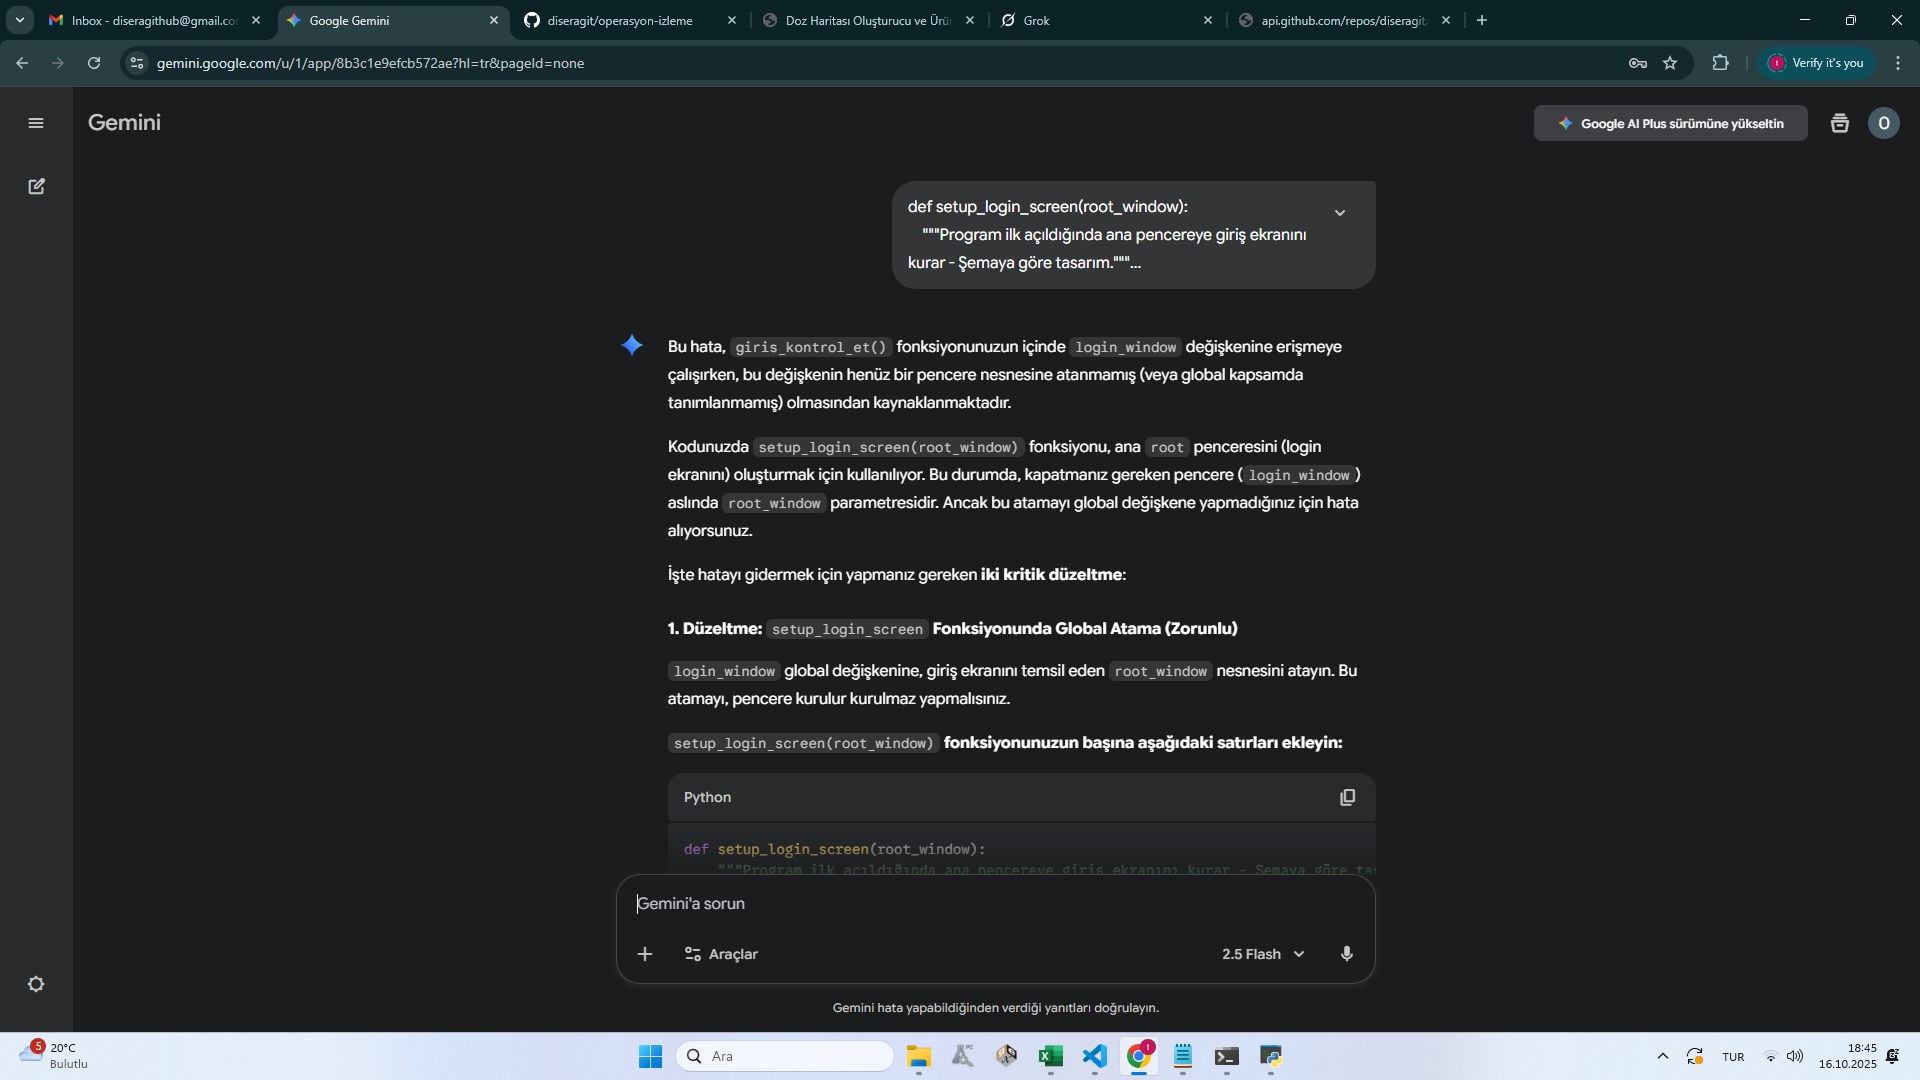 Inbox - diseragithub@gmail.co
Google Gemini
diseragit/operasyon-izleme
Doz Haritası Oluşturucu ve Ürür
Grok
api.github.com/repos/diseragit/
gemini.google.com/u/1/app/8b3c1e9efcb572ae?hl=tr&pageId=none
t
Verify it's you
Gemini
Google AI Plus sürümüne yükseltin
O
def setup_login_screen(root_window):
"""Program ilk açıldığında ana pencereye giriş ekranını
kurar - Şemaya göre tasarım."""...
Bu hata, giris_kontrol_et() fonksiyonunuzun içinde login_window değişkenine erişmeye
çalışırken, bu değişkenin henüz bir pencere nesnesine atanmamış (veya global kapsamda
tanımlanmamış) olmasından kaynaklanmaktadır.
Kodunuzda setup_login_screen(root_window) fonksiyonu, ana root penceresini (login
ekranını) oluşturmak için kullanılıyor. Bu durumda, kapatmanız gereken pencere ( login_window )
aslında root_window parametresidir. Ancak bu atamayı global değişkene yapmadığınız için hata
alıyorsunuz.
İşte hatayı gidermek için yapmanız gereken iki kritik düzeltme:
1. Düzeltme: setup_login_screen Fonksiyonunda Global Atama (Zorunlu)
login_window global değişkenine, giriş ekranını temsil eden root_window nesnesini atayın. Bu
atamayı, pencere kurulur kurulmaz yapmalısınız.
setup_login_screen(root_window) fonksiyonunuzun başına aşağıdaki satırları ekleyin:
Python
def setup_login_screen(root_window):
"""Program ilk açıldığında ana pencereye giriş ekranını kurar - Şemaya göre tas
Gemini'a sorun
Araçlar
2.5 Flash
Gemini hata yapabildiğinden verdiği yanıtları doğrulayın.
5
20°C
Bulutlu
Ara
t
TUR
18:45
16.10.2025